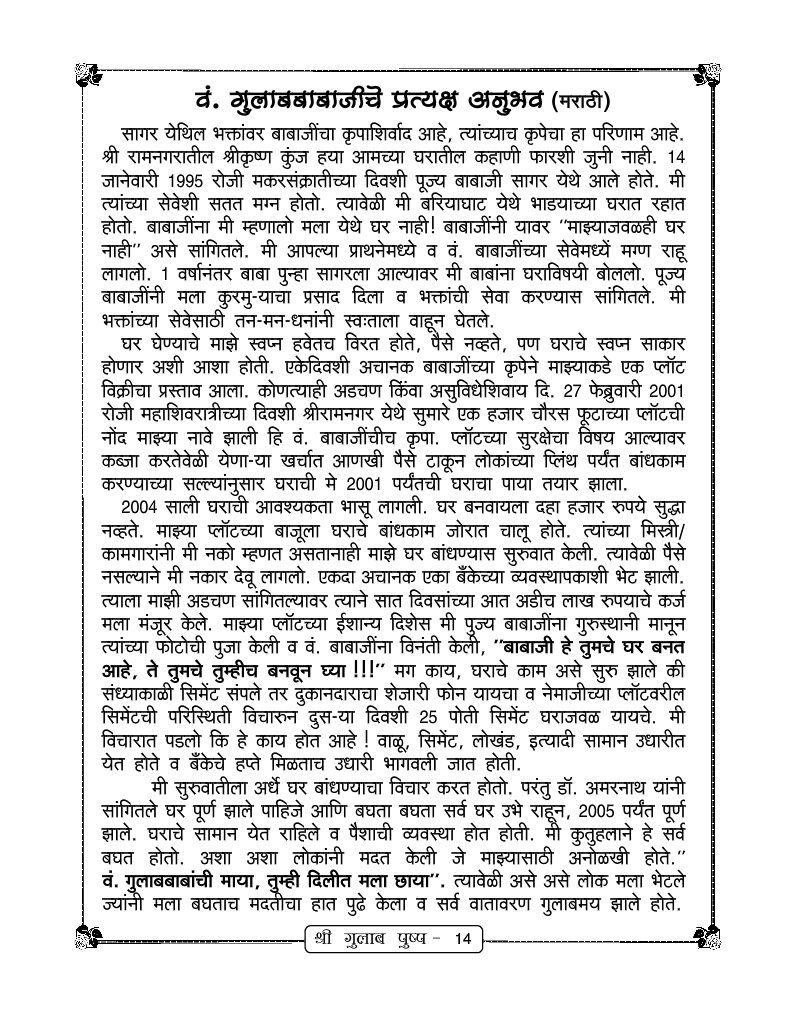 वं. गुलाबबाबाजींचे प्रत्यक्ष अनुभव (मराठी)
सागर येथिल भक्तांवर बाबाजींचा कृपाशिर्वाद आहे, त्यांच्याच कृपेचा हा परिणाम आहे.
श्री रामनगरातील श्रीकृष्ण कुंज हया आमच्या घरातील कहाणी फारशी जुनी नाही. 14
जानेवारी 1995 रोजी मकरसंक्रातीच्या दिवशी पूज्य बाबाजी सागर येथे आले होते. मी
त्यांच्या सेवेशी सतत मग्न होतो. त्यावेळी मी बरियाघाट येथे भाडयाच्या घरात रहात
होतो. बाबाजींना मी म्हणालो मला येथे घर नाही! बाबाजींनी यावर ''माझ्याजवळही घर
नाही'' असे सांगितले. मी आपल्या प्राथनेमध्ये व वं. बाबाजींच्या सेवेमध्यें मग्ण राहू
लागलो. 1 वर्षानंतर बाबा पुन्हा सागरला आल्यावर मी बाबांना घराविषयी बोललो. पूज्य
बाबाजींनी मला कुरमु-याचा प्रसाद दिला व भक्तांची सेवा करण्यास सांगितले. मी
भक्तांच्या सेवेसाठी तन-मन-धनांनी स्वःताला वाहून घेतले.
घर घेण्याचे माझे स्वप्न हवेतच विरत होते, पैसे नव्हते, पण घराचे स्वप्न साकार
होणार अशी आशा होती. एकेदिवशी अचानक बाबाजींच्या कृपेने माझ्याकडे एक प्लॉट
विक्रीचा प्रस्ताव आला. कोणत्याही अडचण किंवा असुविधेशिवाय दि. 27 फेब्रुवारी 2001
रोजी महाशिवरात्रीच्या दिवशी श्रीरामनगर येथे सुमारे एक हजार चौरस फूटाच्या प्लॉटची
नोंद माझ्या नावे झाली हि वं. बाबाजींचीच कृपा. प्लॉटच्या सुरक्षेचा विषय आल्यावर
कब्जा करतेवेळी येणा-या खर्चात आणखी पैसे टाकून लोकांच्या प्लिंथ पर्यंत बांधकाम
करण्याच्या सल्ल्यांनुसार घराची मे 2001 पर्यंतची घराचा पाया तयार झाला.
2004 साली घराची आवश्यकता भासू लागली. घर बनवायला दहा हजार रुपये सुद्धा
नव्हते. माझ्या प्लॉटच्या बाजूला घराचे बांधकाम जोरात चालू होते. त्यांच्या मिस्त्री/
कामगारांनी मी नको म्हणत असतानाही माझे घर बांधण्यास सुरुवात केली. त्यावेळी पैसे
नसल्याने मी नकार देवू लागलो. एकदा अचानक एका बँकेच्या व्यवस्थापकाशी भेट झाली.
त्याला माझी अडचण सांगितल्यावर त्याने सात दिवसांच्या आत अडीच लाख रुपयाचे कर्ज
मला मंजूर केले. माझ्या प्लॉटच्या ईशान्य दिशेस मी पुज्य बाबाजींना गुरुस्थानी मानून
त्यांच्या फोटोची पुजा केली व वं. बाबाजींना विनंती केली, ''बाबाजी हे तुमचे घर बनत
आहे, ते तुमचे तुम्हीच बनवून घ्या !!!'' मग काय, घराचे काम असे सुरु झाले की
संध्याकाळी सिमेंट संपले तर दुकानदाराचा शेजारी फोन यायचा व नेमाजीच्या प्लॉटवरील
सिमेंटची परिस्थिती विचारुन दुस-या दिवशी 25 पोती सिमेंट घराजवळ यायचे. मी
विचारात पडलो कि हे काय होत आहे ! वाळू, सिमेंट, लोखंड, इत्यादी सामान उधारीत
येत होते व बँकेचे हप्ते मिळताच उधारी भागवली जात होती.
मी सुरुवातीला अर्धे घर बांधण्याचा विचार करत होतो. परंतु डॉ. अमरनाथ यांनी
सांगितले घर पूर्ण झाले पाहिजे आणि बघता बघता सर्व घर उभे राहून, 2005 पर्यंत पूर्ण
झाले. घराचे सामान येत राहिले व पैशाची व्यवस्था होत होती. मी कुतुहलाने हे सर्व
बघत होतो. अशा अशा लोकांनी मदत केली जे माझ्यासाठी अनोळखी होते.''
वं. गुलाबबाबांची माया, तुम्ही दिलीत मला छाया''. त्यावेळी असे असे लोक मला भेटले
ज्यांनी मला बघताच मदतीचा हात पुढे केला व सर्व वातावरण गुलाबमय झाले होते.
श्री गुलाब पुष्प - 14